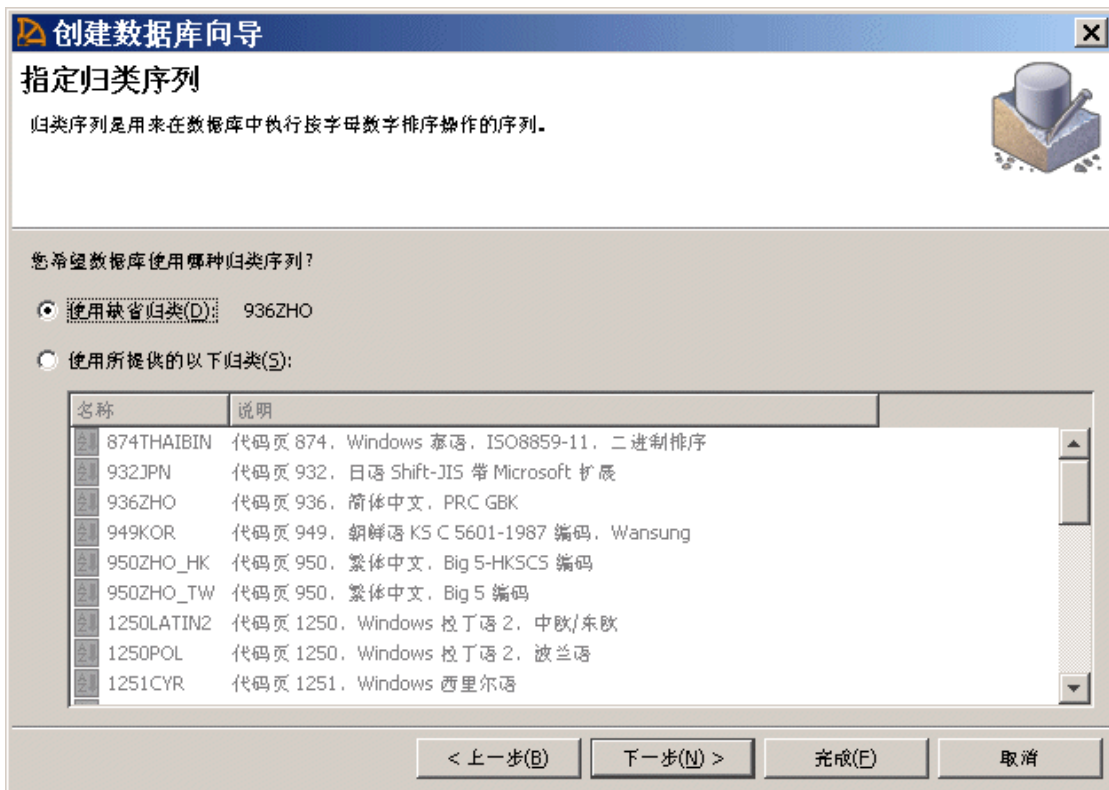 创建数据库向导
指定归类序列
归类序列是用来在数据库中执行按字母数字排序操作的序列。
您希望数据库使用哪种归类序列?
使用缺省归类(D): 936ZHO
使用所提供的以下归类(S):
名称 说明
874THAIBIN 代码页 874，Windows 泰语，ISO8859-11，二进制排序
932JPN 代码页 932，日语 Shift-JIS 带 Microsoft 扩展
936ZHO 代码页 936，简体中文，PRC GBK
949KOR 代码页 949，朝鲜语 KS C 5601-1987 编码，Wansung
950ZHO_HK 代码页 950，繁体中文，Big 5-HKSCS 编码
950ZHO_TW 代码页 950，繁体中文，Big 5 编码
1250LATIN2 代码页 1250，Windows 拉丁语 2，中欧/东欧
1250POL 代码页 1250，Windows 拉丁语 2，波兰语
1251CYR 代码页 1251，Windows 西里尔语
< 上一步(B) 下一步(N) > 完成(F) 取消